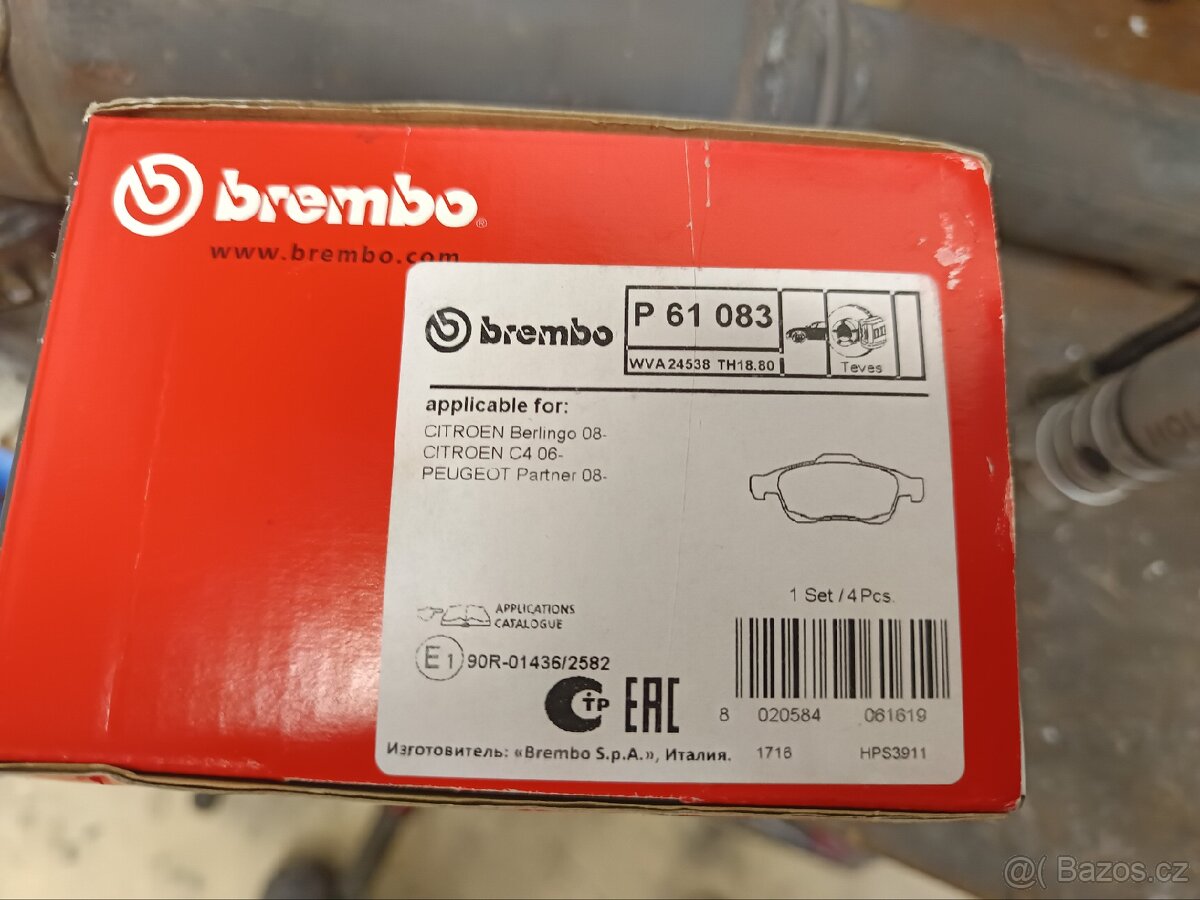 brembo®
www.brembo.com
brembo
P 61 083
WVA 24538 TH18.80
Teves
applicable for:
CITROEN Berlingo 08-
CITROEN C4 06-
PEUGEOT Partner 08-
1 Set / 4 Pcs.
APPLICATIONS
CATALOGUE
E1 90R-01436/2582
CTP EAC
8 020584 061619
Изготовитель: «Brembo S.p.A.», Италия. 1716 HPS3911
@( Bazos.cz